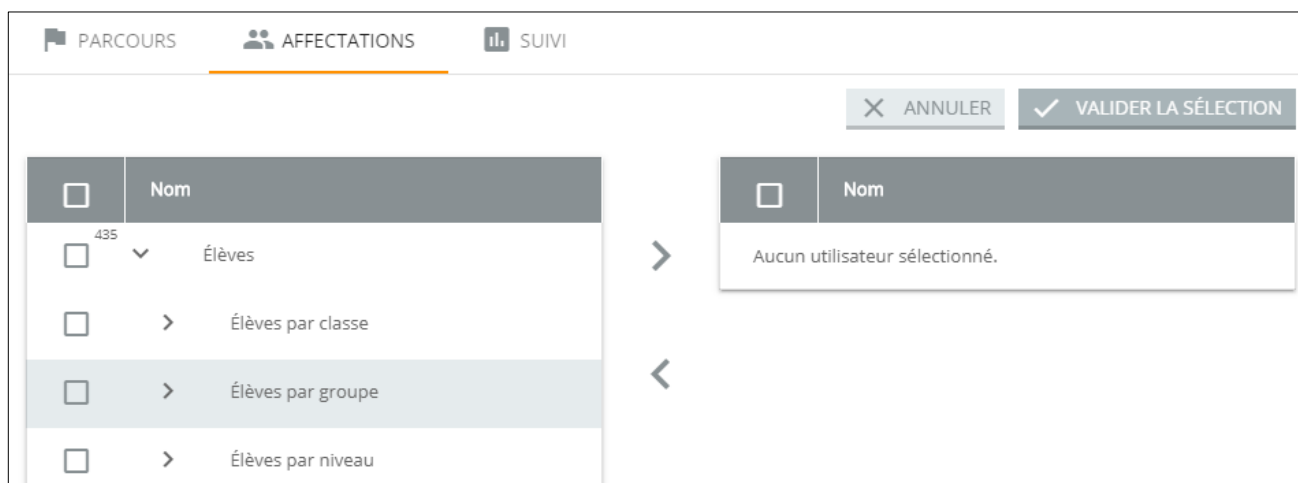 PARCOURS AFFECTATIONS SUIVI
ANNULER VALIDER LA SÉLECTION
Nom
435
Élèves
Élèves par classe
Élèves par groupe
Élèves par niveau
Nom
Aucun utilisateur sélectionné.